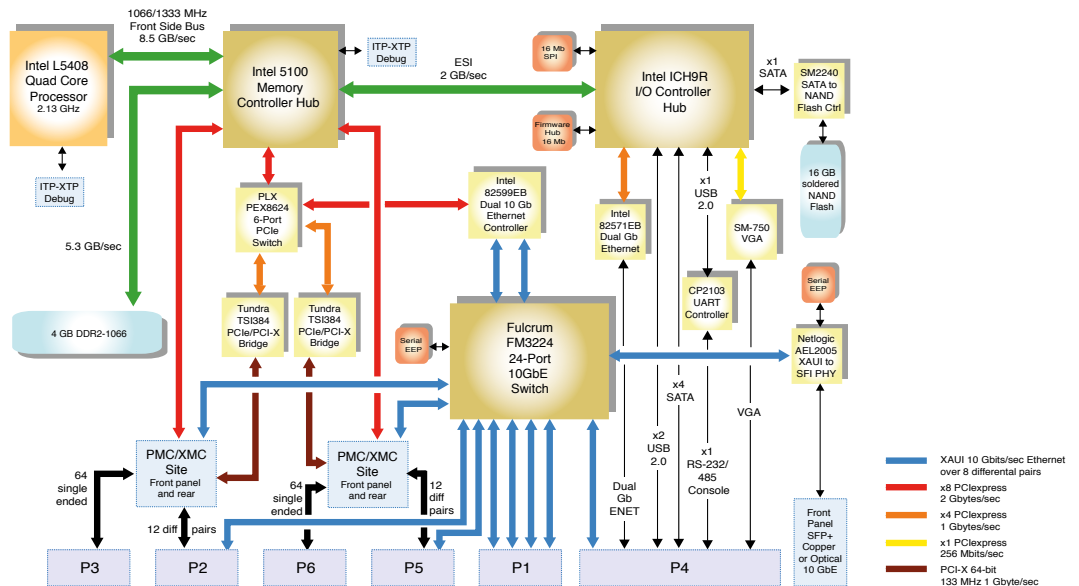 1066/1333 MHz
Front Side Bus
8.5 GB/sec
Intel L5408
Quad Core
Processor
2.13 GHz
Intel 5100
Memory
Controller Hub
ITP-XTP
Debug
ESI
2 GB/sec
16 Mb
SPI
Intel ICH9R
I/O Controller
Hub
x1
SATA
SM2240
SATA to
NAND
Flash Ctrl
Firmware
Hub
16 Mb
ITP-XTP
Debug
16 GB
soldered
NAND
Flash
PLX
PEX8624
6-Port
PCIe
Switch
Intel
82599EB
Dual 10 Gb
Ethernet
Controller
Intel
82571EB
Dual Gb
Ethernet
x1
USB
2.0
SM-750
VGA
5.3 GB/sec
4 GB DDR2-1066
Tundra
TSI384
PCIe/PCI-X
Bridge
Tundra
TSI384
PCIe/PCI-X
Bridge
Serial
EEP
Fulcrum
FM3224
24-Port
10GbE
Switch
CP2103
UART
Controller
Serial
EEP
Netlogic
AEL2005
XAUI to
SFI PHY
x4
SATA
VGA
x2
USB
2.0
x1
RS-232/
485
Console
Dual
Gb
ENET
PMC/XMC
Site
Front panel
and rear
PMC/XMC
Site
Front panel
and rear
64
single
ended
12 diff
pairs
64
single
ended
12
diff
pairs
Front
Panel
SFP+
Copper
or Optical
10 GbE
P3
P2
P6
P5
P1
P4
XAUI 10 Gbits/sec Ethernet
over 8 differental pairs
x8 PCIexpress
2 Gbytes/sec
x4 PCIexpress
1 Gbytes/sec
x1 PCIexpress
256 Mbits/sec
PCI-X 64-bit
133 MHz 1 Gbyte/sec